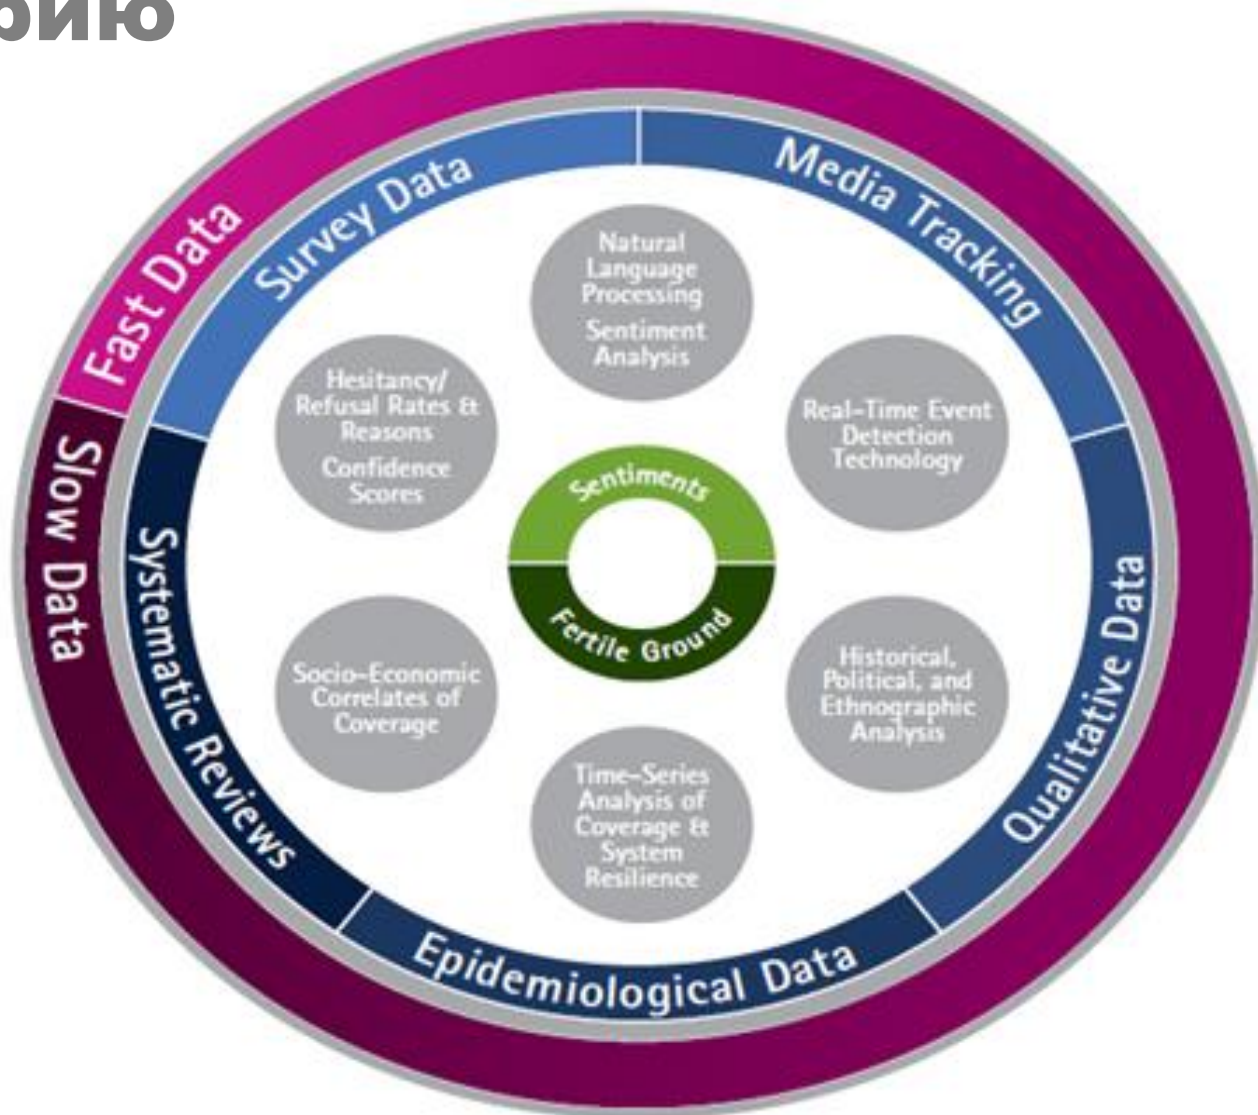 рию
Fast Data
Slow Data
Survey Data
Media Tracking
Qualitative Data
Epidemiological Data
Systematic Reviews
Natural
Language
Processing
Sentiment
Analysis
Real-Time Event
Detection
Technology
Historical,
Political, and
Ethnographic
Analysis
Time-Series
Analysis of
Coverage &
System
Resilience
Socio-Economic
Correlates of
Coverage
Hesitancy/
Refusal Rates &
Reasons
Confidence
Scores
Sentiments
Fertile Ground